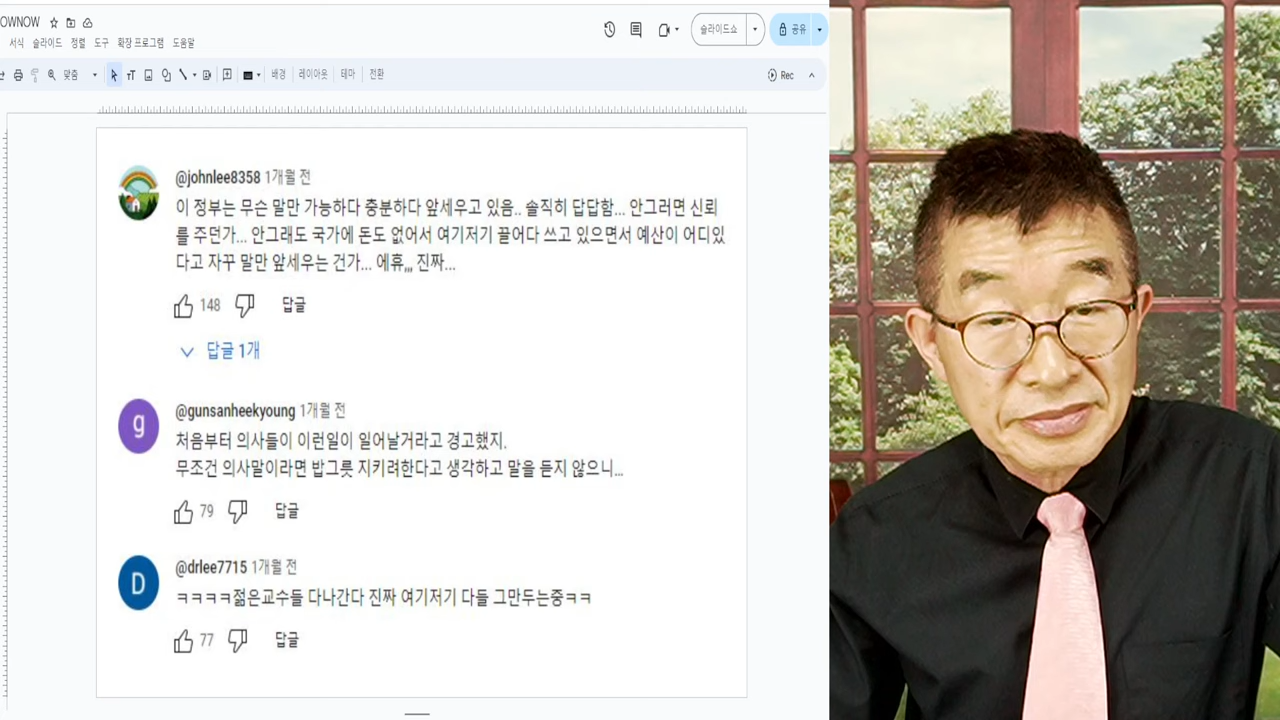 OWNOW
서식 슬라이드 정렬 도구 확장 프로그램 도움말
슬라이드쇼 공유
맞춤 배경 레이아웃 테마 전환 Rec
@johnlee8358 1개월 전
이 정부는 무슨 말만 가능하다 충분하다 앞세우고 있음.. 솔직히 답답함... 안그러면 신뢰
를 주던가... 안그래도 국가에 돈도 없어서 여기저기 끌어다 쓰고 있으면서 예산이 어디있
다고 자꾸 말만 앞세우는 건가... 에휴,,, 진짜...
148 답글
답글 1개
g
@gunsanheekyoung 1개월 전
처음부터 의사들이 이런일이 일어날거라고 경고했지.
무조건 의사말이라면 밥그릇 지키려한다고 생각하고 말을 듣지 않으니...
79 답글
D
@drlee7715 1개월 전
ㅋㅋㅋㅋ젊은교수들 다나간다 진짜 여기저기 다들 그만두는중ㅋㅋ
77 답글